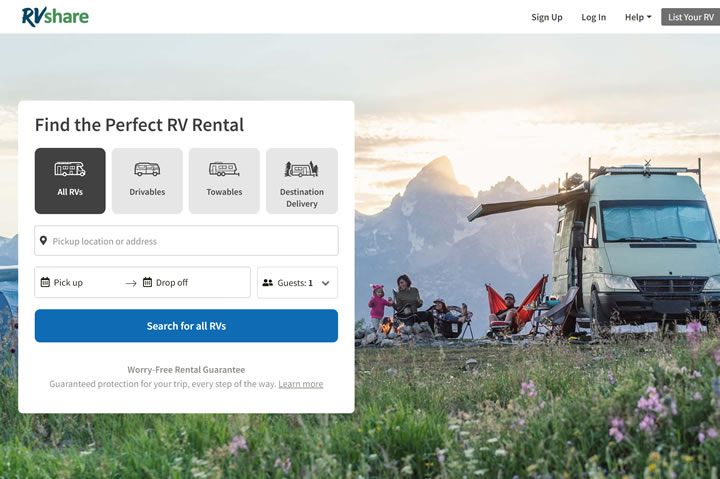 RVshare
Sign Up
Log In
Help
List Your RV
Find the Perfect RV Rental
All RVs
Drivables
Towables
Destination
Delivery
Pickup location or address
Pick up
Drop off
Guests: 1
Search for all RVs
Worry-Free Rental Guarantee
Guaranteed protection for your trip, every step of the way. Learn more